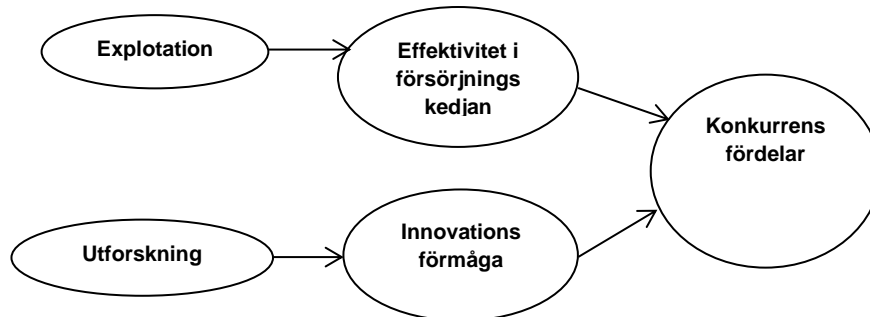 Explotation
Effektivitet i
försörjnings
kedjan
Konkurrens
fördelar
Utforskning
Innovations
förmåga